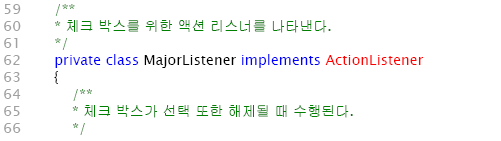 59 /**
60 * 체크 박스를 위한 액션 리스너를 나타낸다.
61 */
62 private class MajorListener implements ActionListener
63 {
64 /**
65 * 체크 박스가 선택 또한 해제될 때 수행된다.
66 */